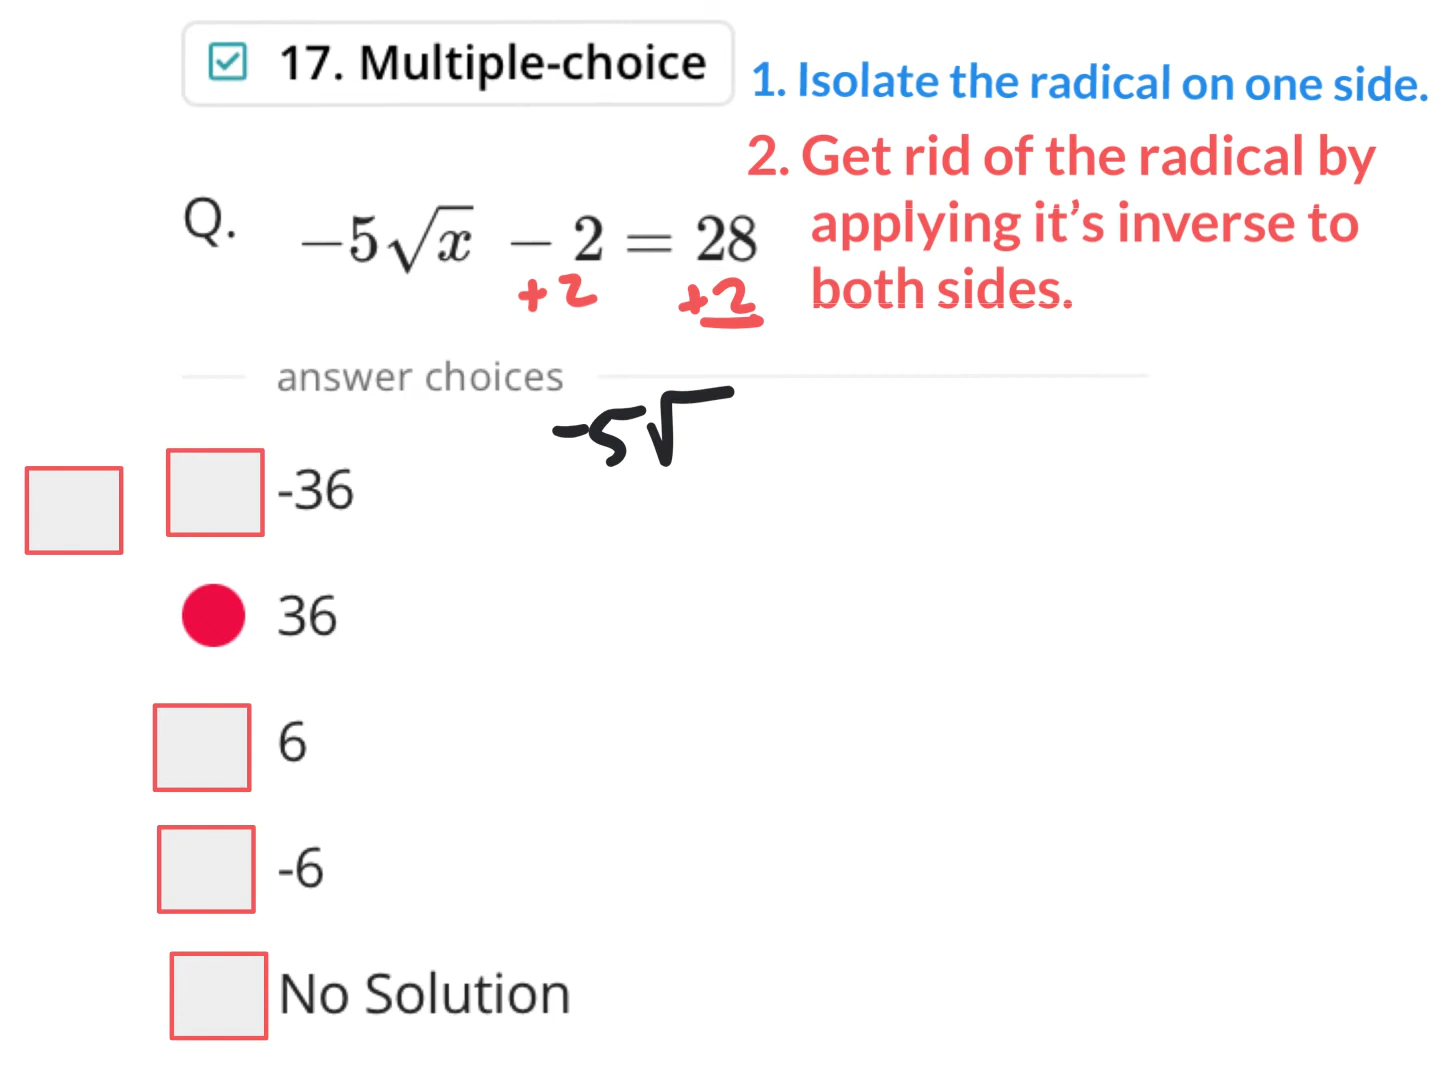 17. Multiple-choice
1. Isolate the radical on one side.
2. Get rid of the radical by
applying it's inverse to
both sides.
Q. −5√x − 2 = 28
+2 +2
answer choices
-5√
-36
36
6
-6
No Solution